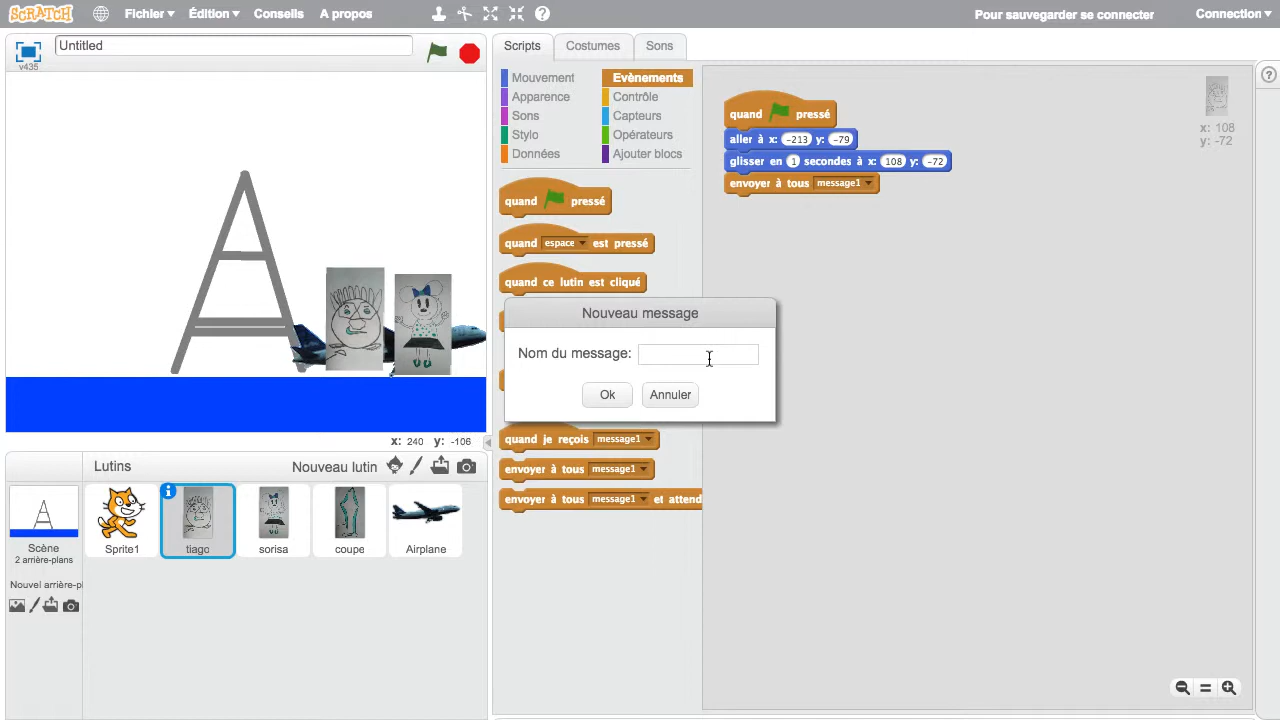 SCRATCH Fichier Édition Conseils A propos Pour sauvegarder se connecter Connection
v435 Untitled
Scripts Costumes Sons
Mouvement Evènements
Apparence Contrôle
Sons Capteurs
Stylo Opérateurs
Données Ajouter blocs
quand pressé
quand espace est pressé
quand ce lutin est cliqué
Nouveau message
Nom du message:
Ok Annuler
quand je reçois message1
envoyer à tous message1
envoyer à tous message1 et attend
quand pressé
aller à x: -213 y: -79
glisser en 1 secondes à x: 108 y: -72
envoyer à tous message1
x: 108
y: -72
x: 240 y: -106
Lutins Nouveau lutin
Scène
2 arrière-plans
Nouvel arrière-pl
Sprite1 tiago sorisa coupe Airplane